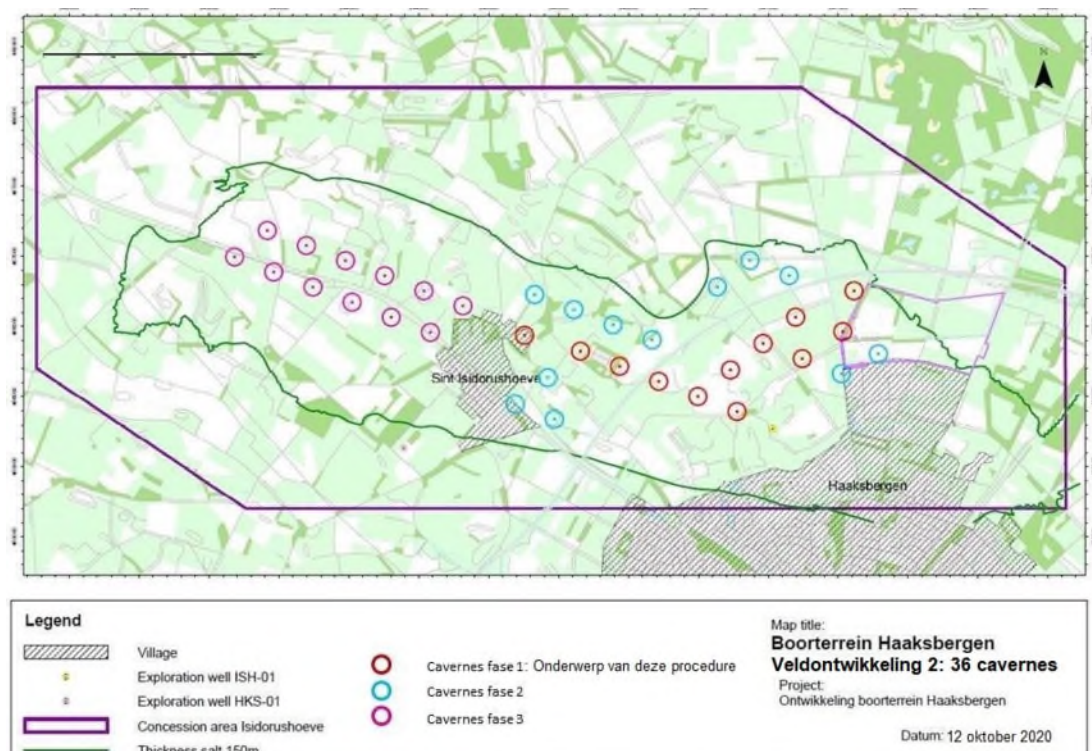 N
Sint Isidorushoeve
Haaksbergen
Legend
Village
Exploration well ISH-01
Exploration well HKS-01
Concession area Isidorushoeve
Thickness salt 150m
Cavernes fase 1: Onderwerp van deze procedure
Cavernes fase 2
Cavernes fase 3
Map title:
Boorterrein Haaksbergen
Veldontwikkeling 2: 36 cavernes
Project:
Ontwikkeling boorterrein Haaksbergen
Datum: 12 oktober 2020